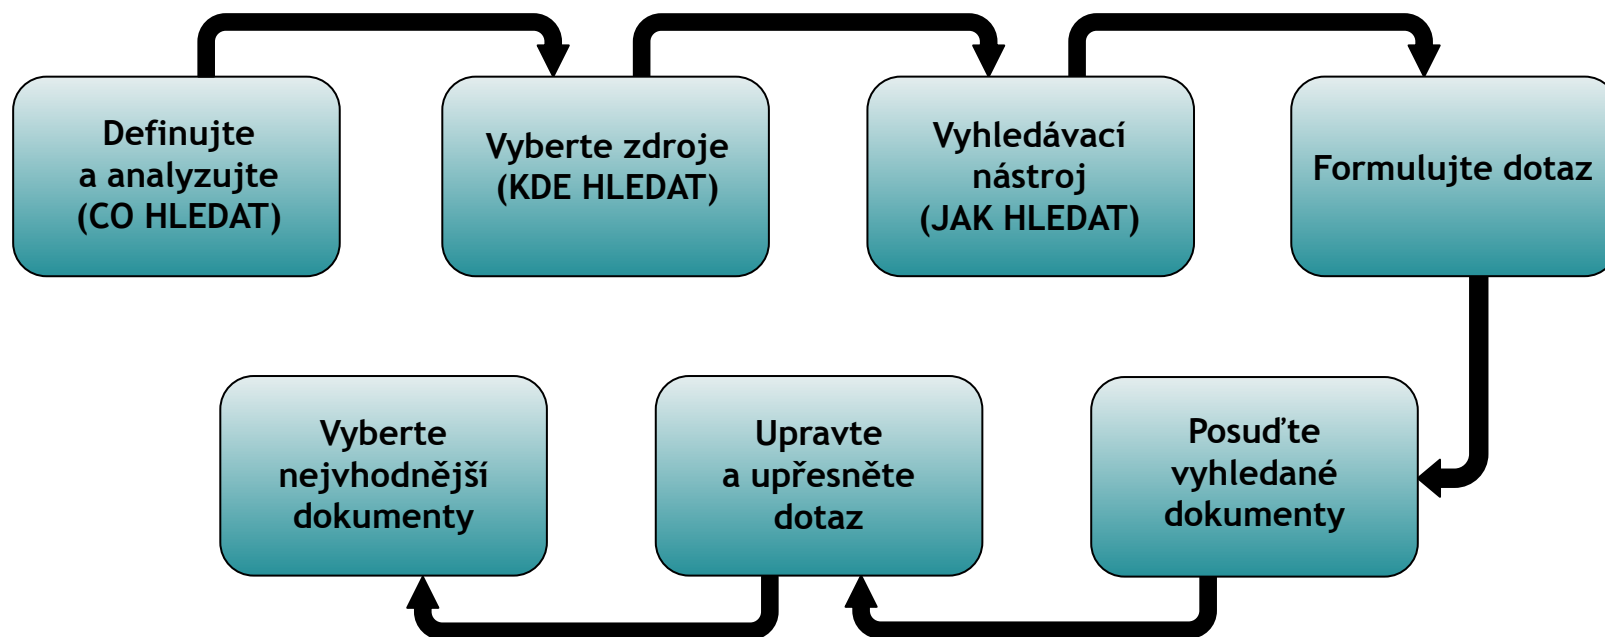 Definujte
a analyzujte
(CO HLEDAT)
Vyberte zdroje
(KDE HLEDAT)
Vyhledávací
nástroj
(JAK HLEDAT)
Formulujte dotaz
Posuďte
vyhledané
dokumenty
Upravte
a upřesněte
dotaz
Vyberte
nejvhodnější
dokumenty